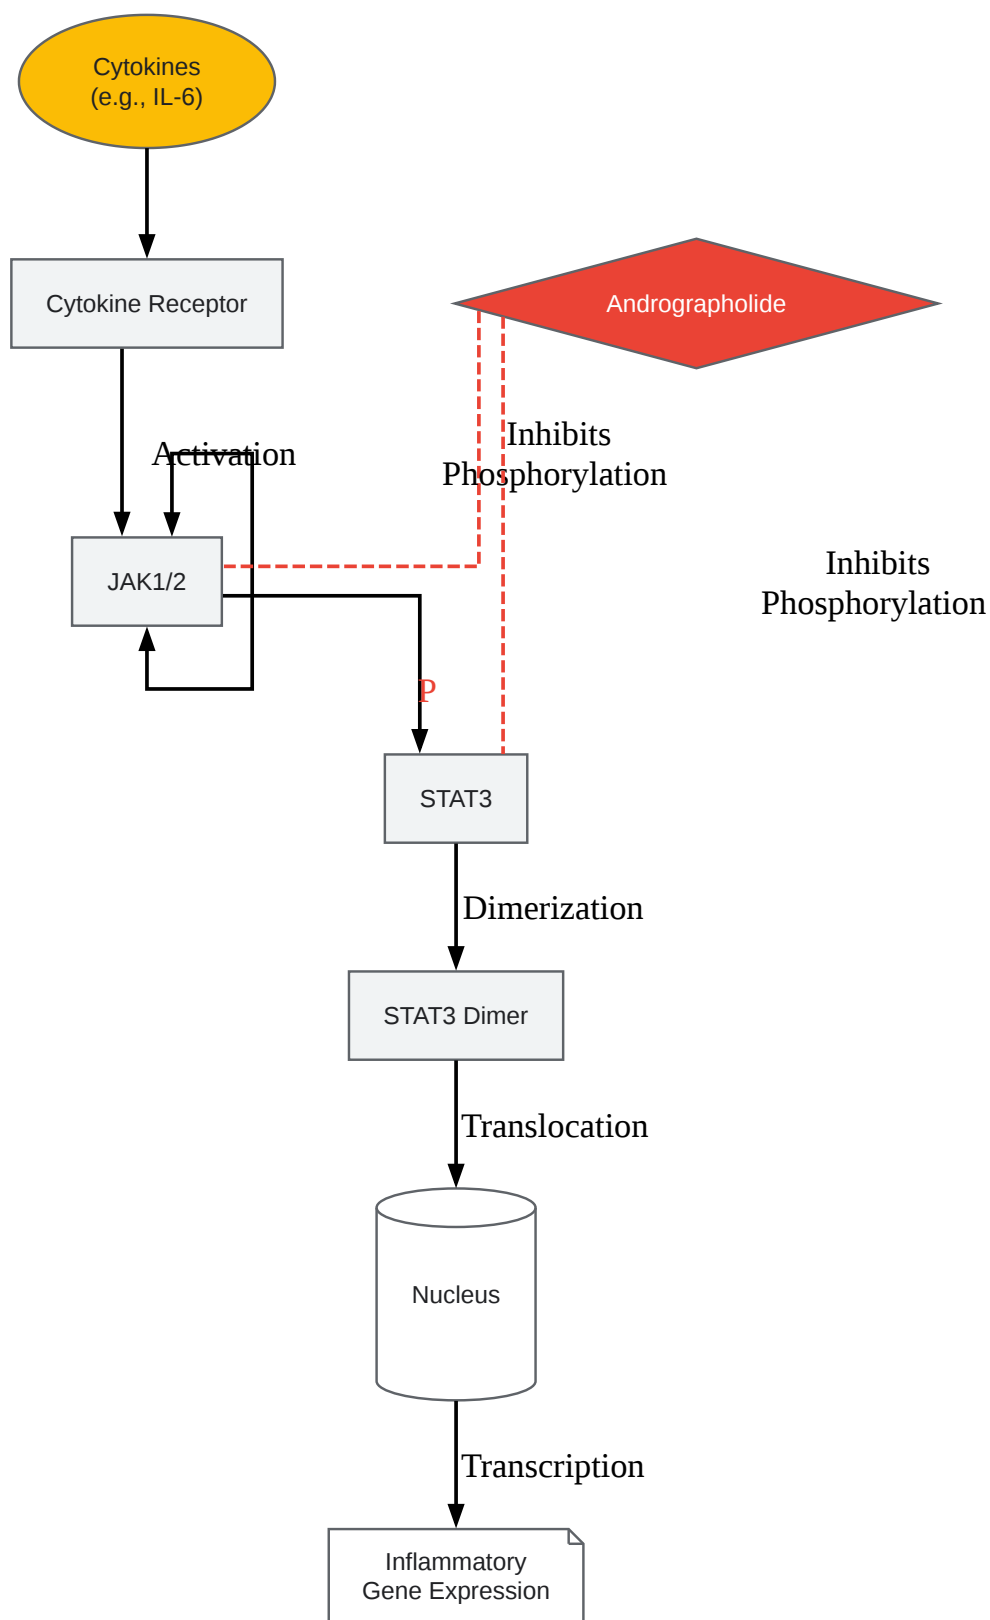 Cytokines
(e.g., IL-6)
Cytokine Receptor
Andrographolide
Activation
Inhibits
Phosphorylation
JAK1/2
Inhibits
Phosphorylation
P
STAT3
Dimerization
STAT3 Dimer
Translocation
Nucleus
Transcription
Inflammatory
Gene Expression